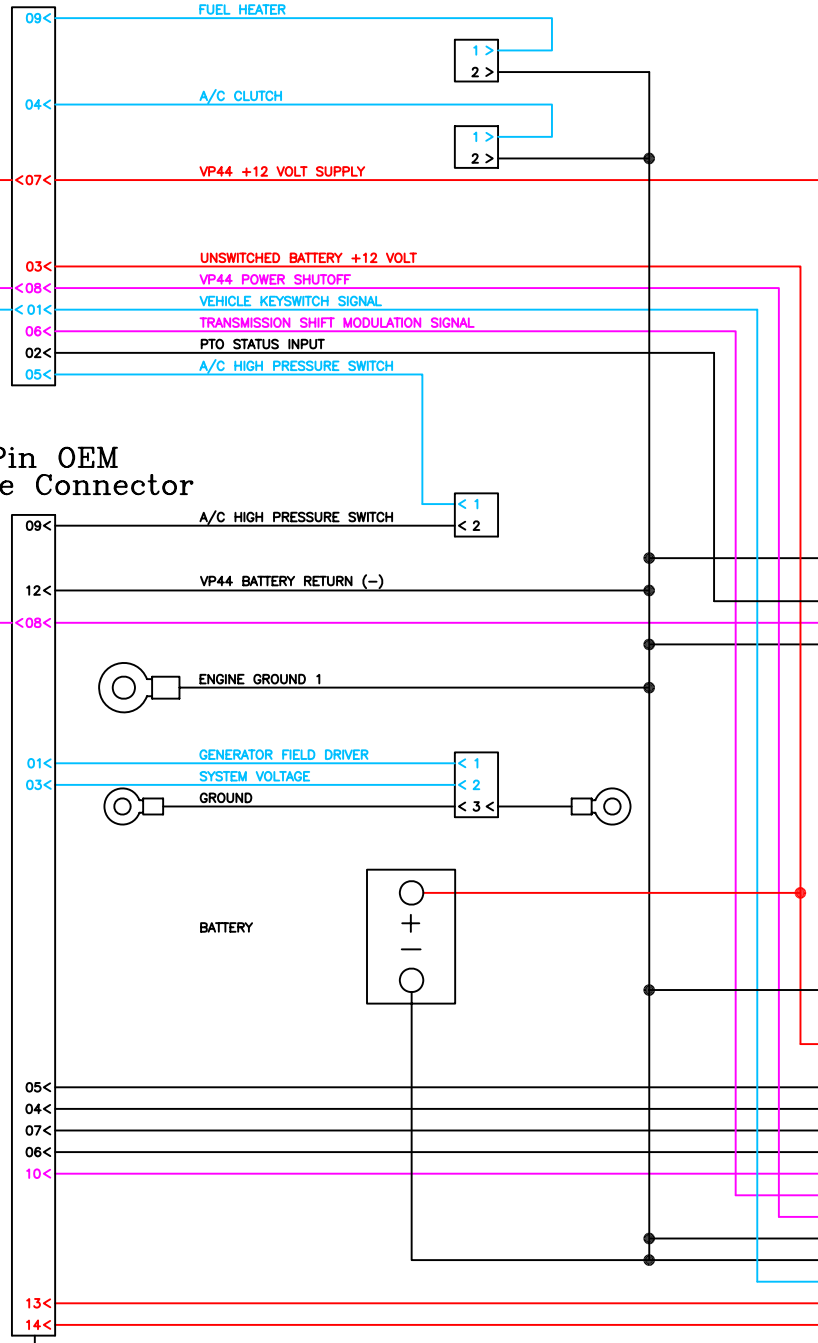 09< FUEL HEATER
1 >
2 >
04< A/C CLUTCH
1 >
2 >
<07< VP44 +12 VOLT SUPPLY
03< UNSWITCHED BATTERY +12 VOLT
<08< VP44 POWER SHUTOFF
<01< VEHICLE KEYSWITCH SIGNAL
06< TRANSMISSION SHIFT MODULATION SIGNAL
02< PTO STATUS INPUT
05< A/C HIGH PRESSURE SWITCH
Pin OEM
e Connector
< 1
09< A/C HIGH PRESSURE SWITCH < 2
12< VP44 BATTERY RETURN (-)
<08<
ENGINE GROUND 1
01< GENERATOR FIELD DRIVER < 1
03< SYSTEM VOLTAGE < 2
GROUND < 3 <
+
BATTERY
−
05<
04<
07<
06<
10<
13<
14<